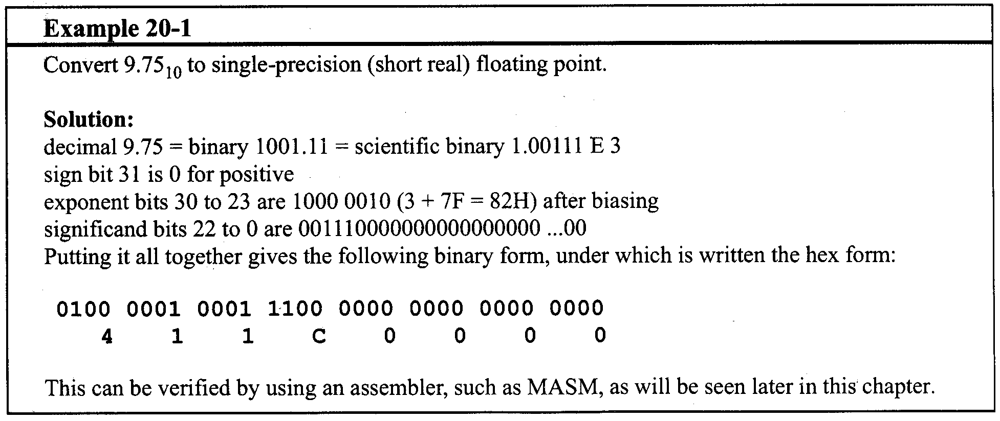 Example 20-1
Convert 9.75₁₀ to single-precision (short real) floating point.
Solution:
decimal 9.75 = binary 1001.11 = scientific binary 1.00111 E 3
sign bit 31 is 0 for positive
exponent bits 30 to 23 are 1000 0010 (3 + 7F = 82H) after biasing
significand bits 22 to 0 are 00111000000000000000000 ...00
Putting it all together gives the following binary form, under which is written the hex form:
0100 0001 0001 1100 0000 0000 0000 0000
4 1 1 C 0 0 0 0
This can be verified by using an assembler, such as MASM, as will be seen later in this chapter.